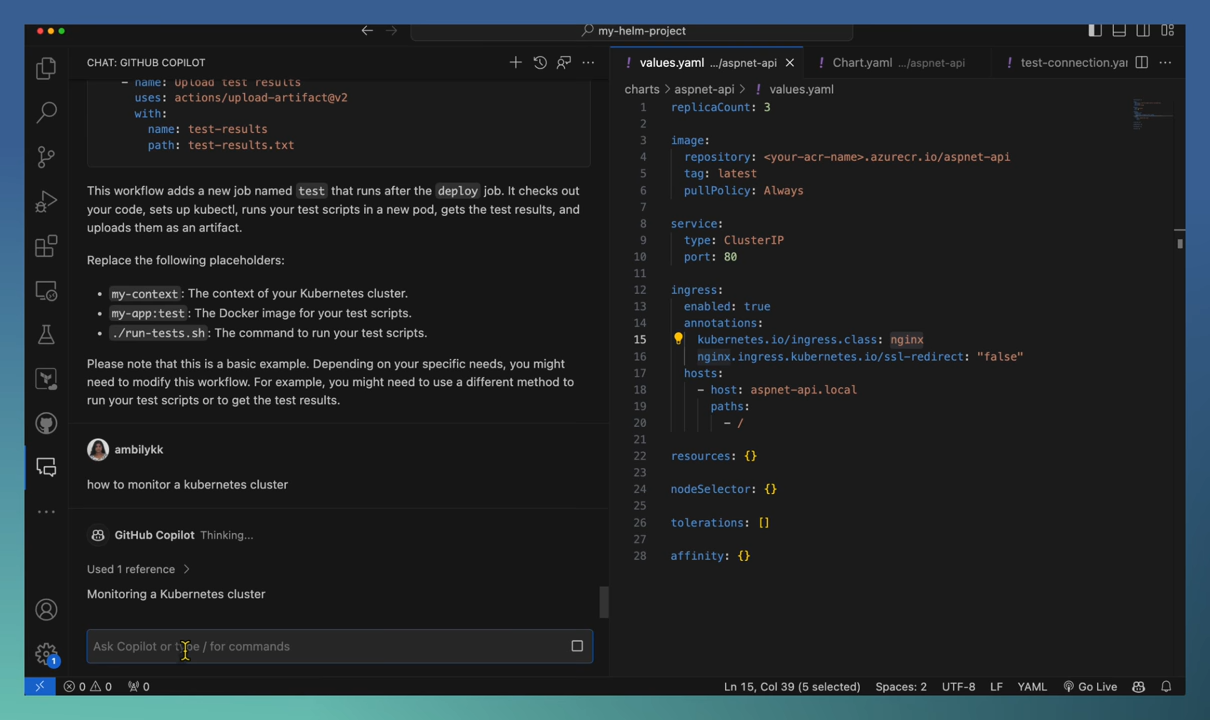 my-helm-project
CHAT: GITHUB COPILOT
- name: Upload test results
uses: actions/upload-artifact@v2
with:
name: test-results
path: test-results.txt
This workflow adds a new job named test that runs after the deploy job. It checks out
your code, sets up kubectl, runs your test scripts in a new pod, gets the test results, and
uploads them as an artifact.
Replace the following placeholders:
• my-context: The context of your Kubernetes cluster.
• my-app:test: The Docker image for your test scripts.
• ./run-tests.sh: The command to run your test scripts.
Please note that this is a basic example. Depending on your specific needs, you might
need to modify this workflow. For example, you might need to use a different method to
run your test scripts or to get the test results.
ambilykk
how to monitor a kubernetes cluster
GitHub Copilot Thinking...
Used 1 reference >
Monitoring a Kubernetes cluster
Ask Copilot or type / for commands
! values.yaml .../aspnet-api ×
! Chart.yaml .../aspnet-api
! test-connection.yar
charts > aspnet-api > ! values.yaml
1 replicaCount: 3
2
3 image:
4 repository: <your-acr-name>.azurecr.io/aspnet-api
5 tag: latest
6 pullPolicy: Always
7
8 service:
9 type: ClusterIP
10 port: 80
11
12 ingress:
13 enabled: true
14 annotations:
15 kubernetes.io/ingress.class: nginx
16 nginx.ingress.kubernetes.io/ssl-redirect: "false"
17 hosts:
18 - host: aspnet-api.local
19 paths:
20 - /
21
22 resources: {}
23
24 nodeSelector: {}
25
26 tolerations: []
27
28 affinity: {}
1
0 0 0
Ln 15, Col 39 (5 selected) Spaces: 2 UTF-8 LF YAML Go Live